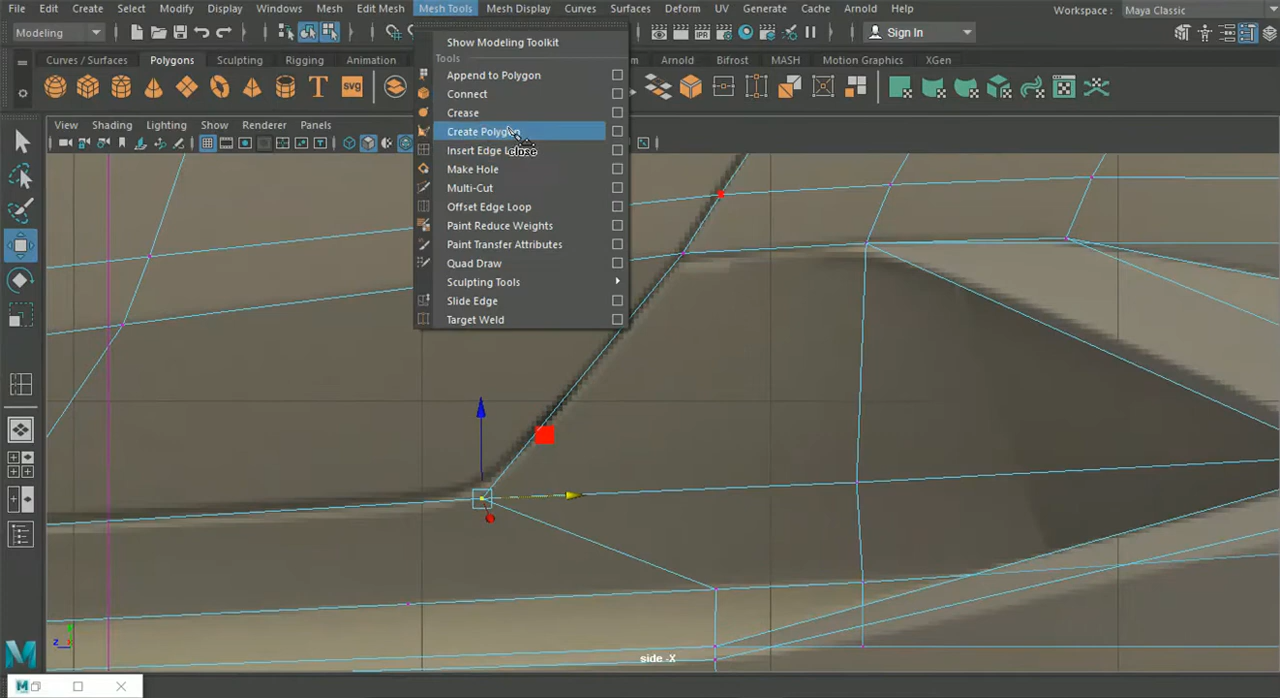 File Edit Create Select Modify Display Windows Mesh Edit Mesh Mesh Tools Mesh Display Curves Surfaces Deform UV Generate Cache Arnold Help Workspace : Maya Classic
Modeling Sign In
Curves / Surfaces Polygons Sculpting Rigging Animation Arnold Bifrost MASH Motion Graphics XGen
T svg
View Shading Lighting Show Renderer Panels
Show Modeling Toolkit
Tools
Append to Polygon
Connect
Crease
Create Polygon
Insert Edge
close
Make Hole
Multi-Cut
Offset Edge Loop
Paint Reduce Weights
Paint Transfer Attributes
Quad Draw
Sculpting Tools
Slide Edge
Target Weld
y
z
side -X
M
M